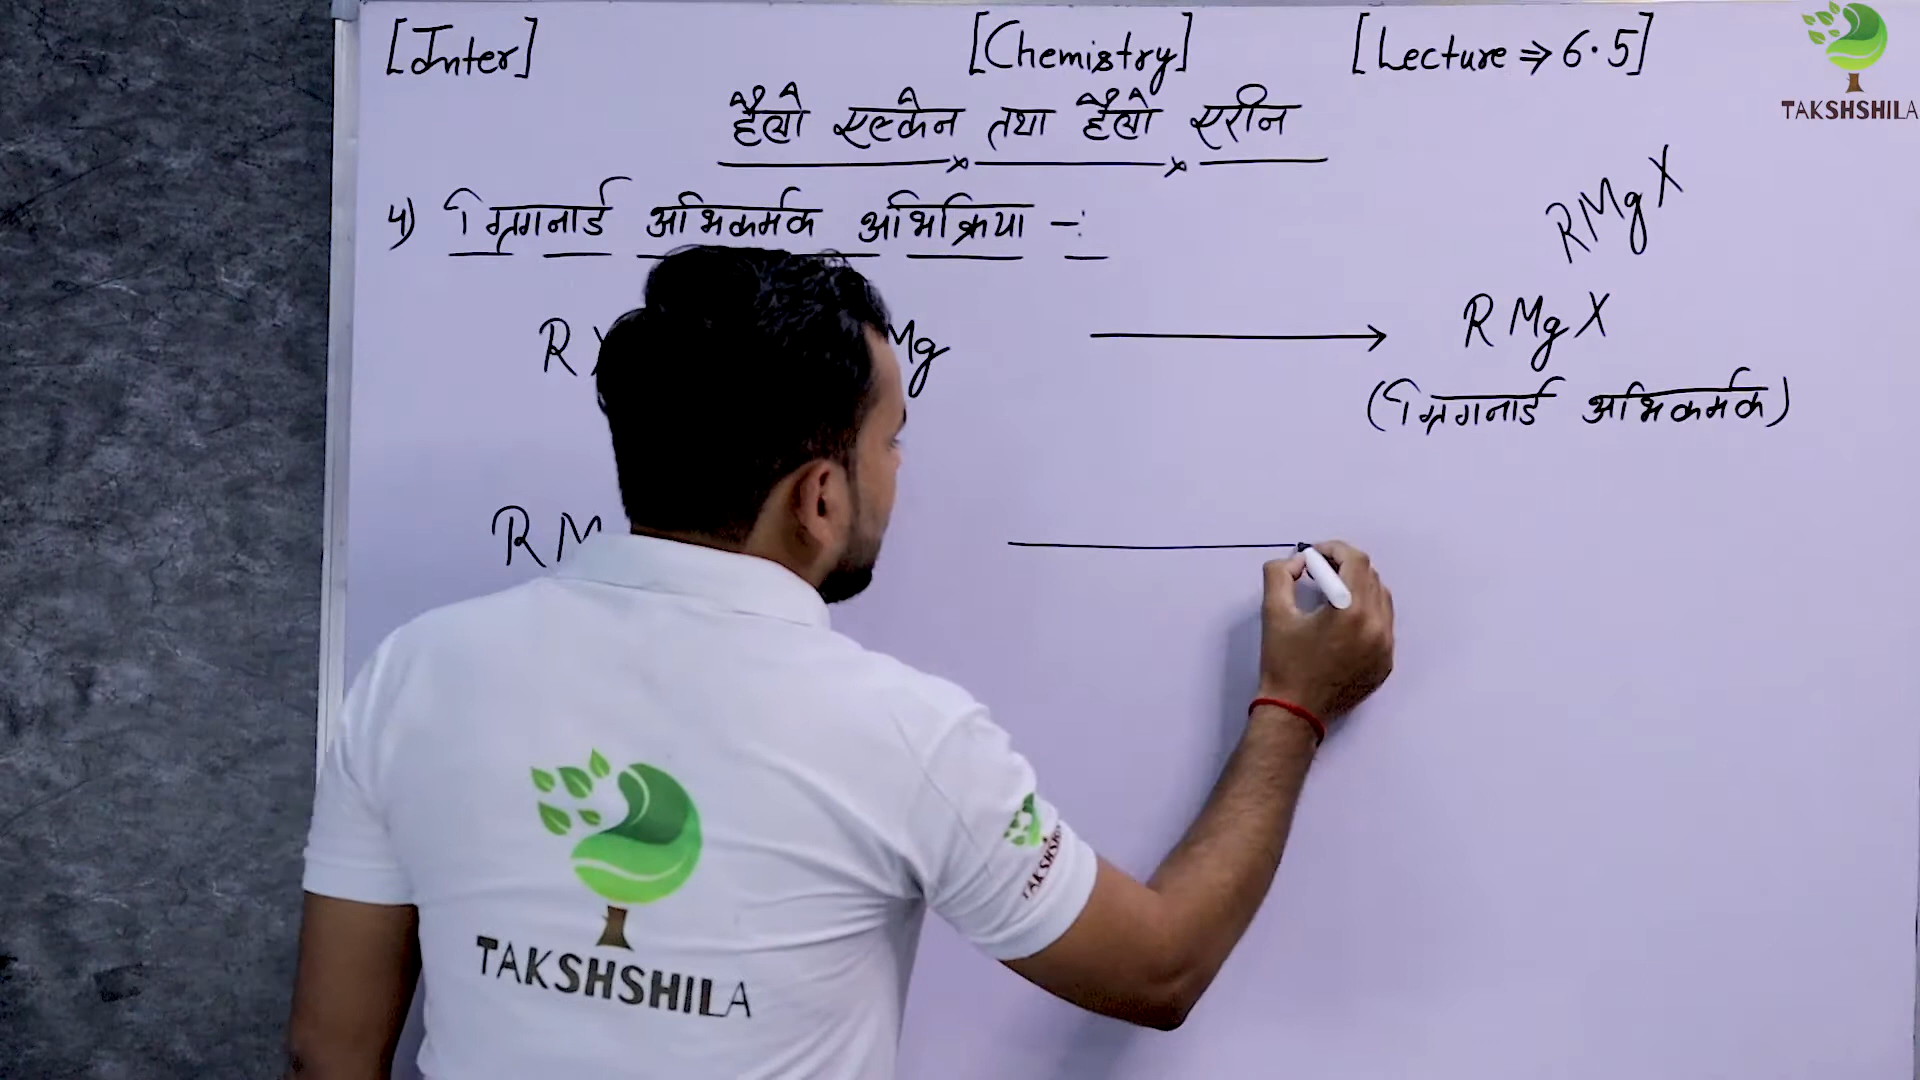 [Inter] [Chemistry] [Lecture ⇒ 6.5]
TAKSHSHILA
हैलो एल्केन तथा हैलो एरीन
4) ग्रिगनार्ड अभिकर्मक अभिक्रिया -:
RMgX
R Mg → RMgX
(ग्रिगनार्ड अभिकर्मक)
R M
TAKSHSHILA